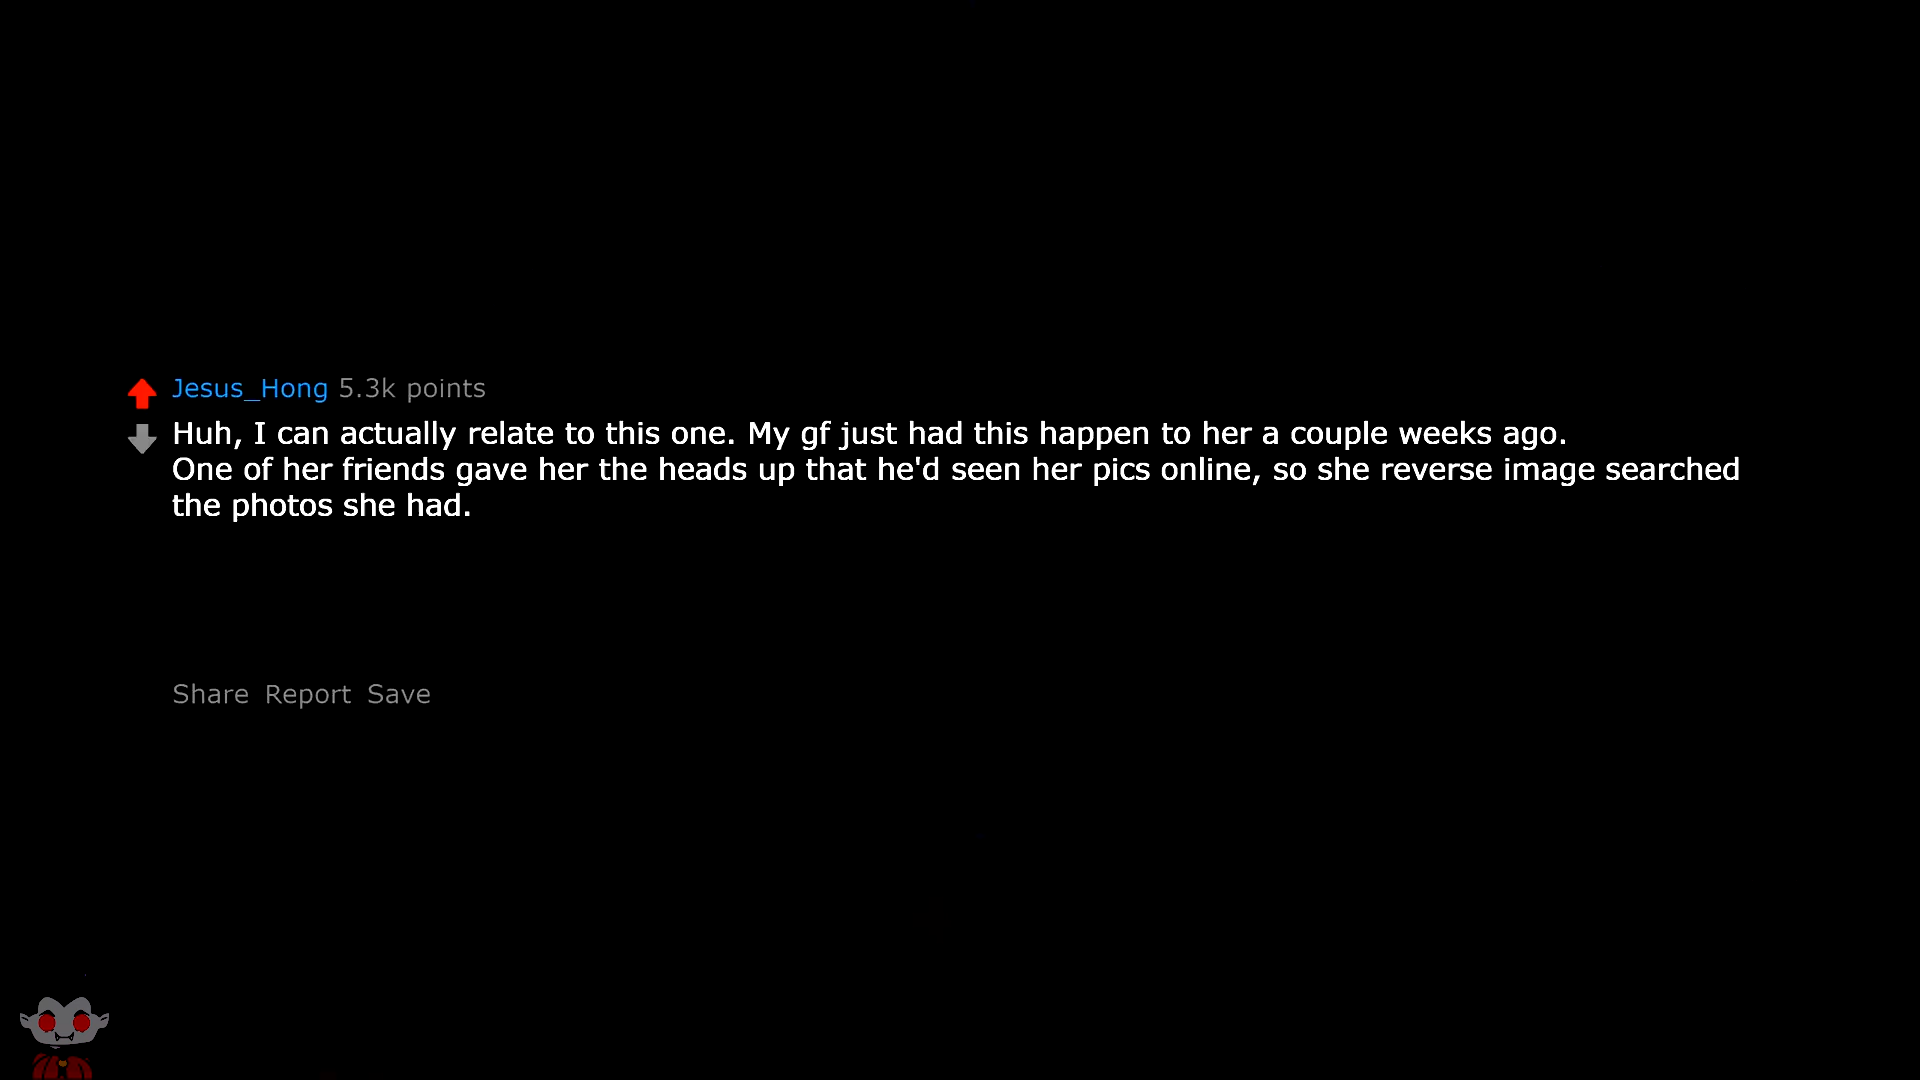 Jesus_Hong 5.3k points
Huh, I can actually relate to this one. My gf just had this happen to her a couple weeks ago.
One of her friends gave her the heads up that he'd seen her pics online, so she reverse image searched
the photos she had.
Share Report Save